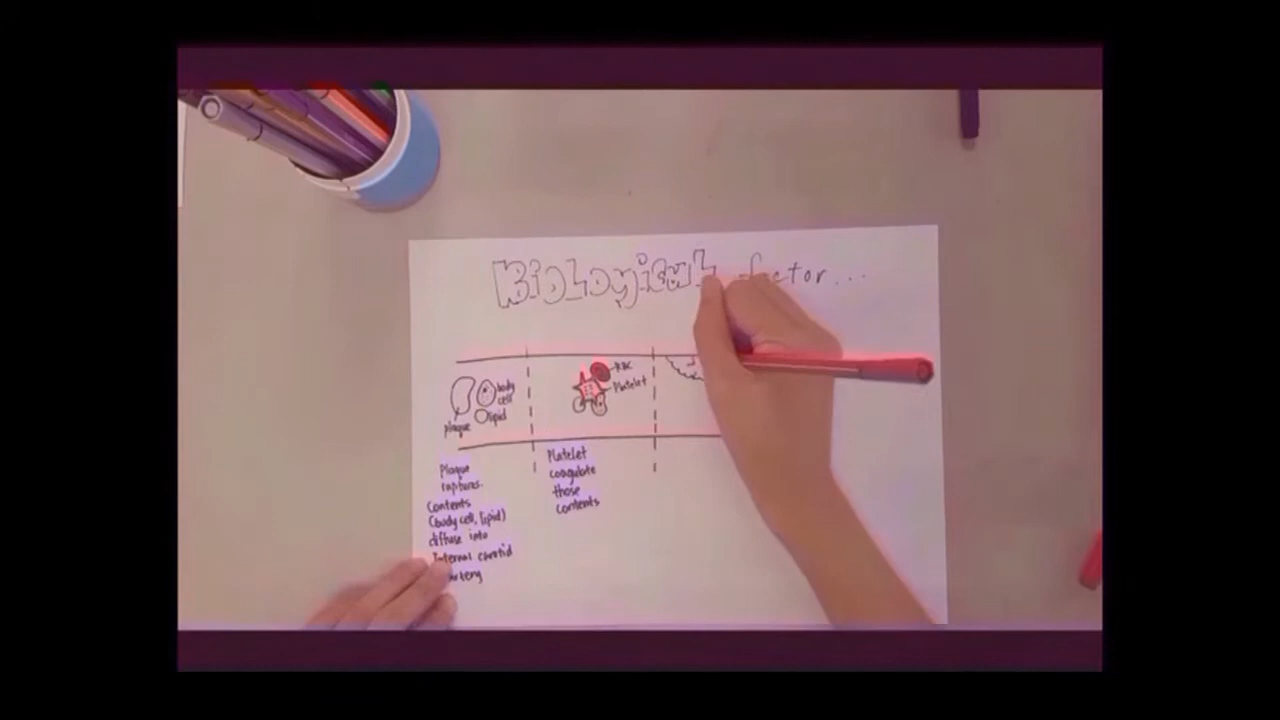 Biological factor...
RBC
Platelet
body
cell
lipid
plaque
Plaque
raptures.
Contents
(body cell, lipid)
diffuse into
Internal carotid
artery
Platelet
coagulate
those
contents